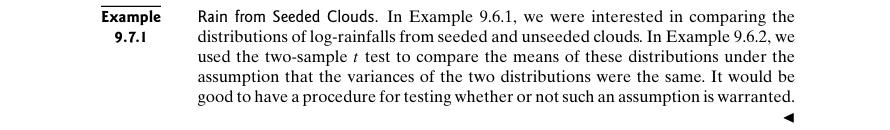 Example
9.7.1
Rain from Seeded Clouds. In Example 9.6.1, we were interested in comparing the
distributions of log-rainfalls from seeded and unseeded clouds. In Example 9.6.2, we
used the two-sample t test to compare the means of these distributions under the
assumption that the variances of the two distributions were the same. It would be
good to have a procedure for testing whether or not such an assumption is warranted.
◄